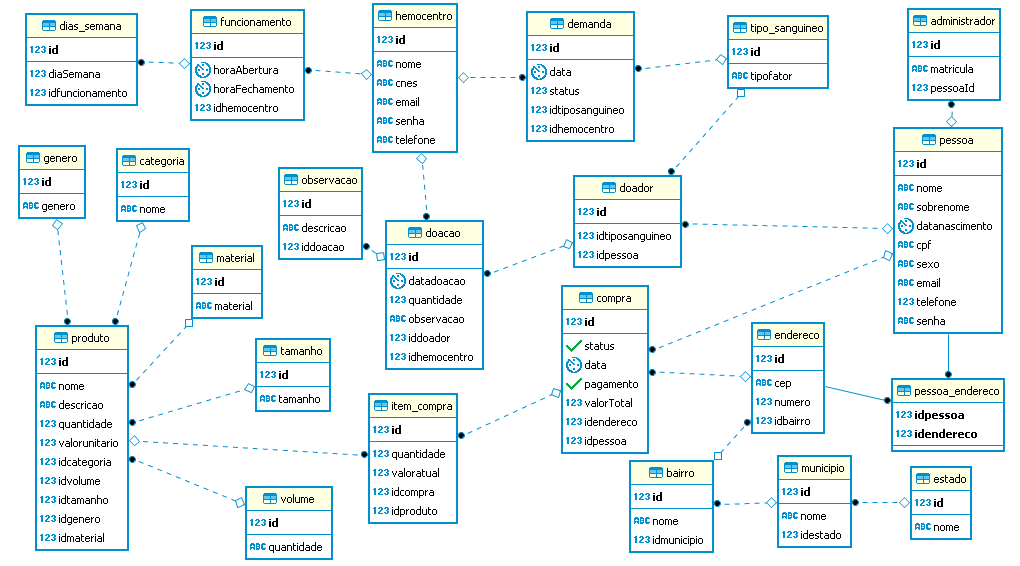 dias_semana
123 id
123 diaSemana
123 idfuncionamento
funcionamento
123 id
horaAbertura
horaFechamento
123 idhemocentro
hemocentro
123 id
ABC nome
ABC cnes
ABC email
ABC senha
ABC telefone
demanda
123 id
data
123 status
123 idtiposanguineo
123 idhemocentro
tipo_sanguineo
123 id
ABC tipofator
administrador
123 id
ABC matricula
123 pessoaId
genero
123 id
ABC genero
categoria
123 id
ABC nome
observacao
123 id
ABC descricao
123 iddoacao
doador
123 id
123 idtiposanguineo
123 idpessoa
pessoa
123 id
ABC nome
ABC sobrenome
datanascimento
ABC cpf
ABC sexo
ABC email
123 telefone
ABC senha
material
123 id
ABC material
doacao
123 id
datadoacao
123 quantidade
ABC observacao
123 iddoador
123 idhemocentro
produto
123 id
ABC nome
ABC descricao
123 quantidade
123 valorunitario
123 idcategoria
123 idvolume
123 idtamanho
123 idgenero
123 idmaterial
tamanho
123 id
ABC tamanho
compra
123 id
status
data
pagamento
123 valorTotal
123 idendereco
123 idpessoa
endereco
123 id
ABC cep
123 numero
123 idbairro
pessoa_endereco
123 idpessoa
123 idendereco
item_compra
123 id
123 quantidade
123 valoratual
123 idcompra
123 idproduto
volume
123 id
ABC quantidade
bairro
123 id
ABC nome
123 idmunicipio
municipio
123 id
ABC nome
123 idestado
estado
123 id
ABC nome